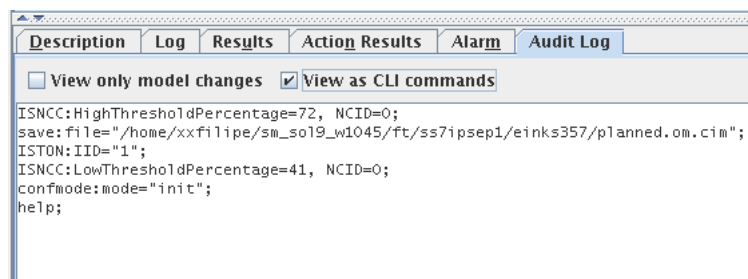 Description Log Results Action Results Alarm Audit Log
View only model changes View as CLI commands
ISNCC:HighThresholdPercentage=72, NCID=0;
save:file="/home/xxfilipe/sm_sol9_w1045/ft/ss7ipsep1/einks357/planned.om.cim";
ISTON:IID="1";
ISNCC:LowThresholdPercentage=41, NCID=0;
confmode:mode="init";
help;